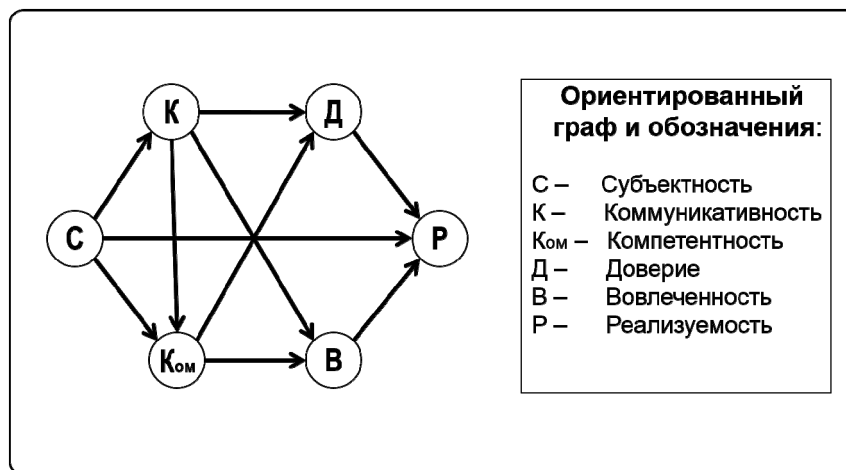 К
Д
С
Р
Ком
В
Ориентированный
граф и обозначения:
С – Субъектность
К – Коммуникативность
Ком – Компетентность
Д – Доверие
В – Вовлеченность
Р – Реализуемость